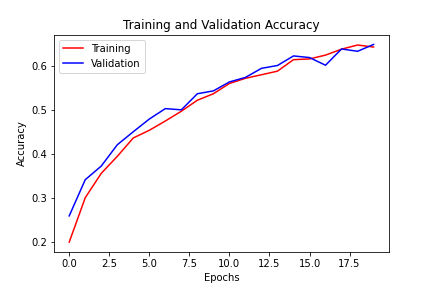 Training and Validation Accuracy
Training
Validation
Accuracy
0.6
0.5
0.4
0.3
0.2
0.0 2.5 5.0 7.5 10.0 12.5 15.0 17.5
Epochs